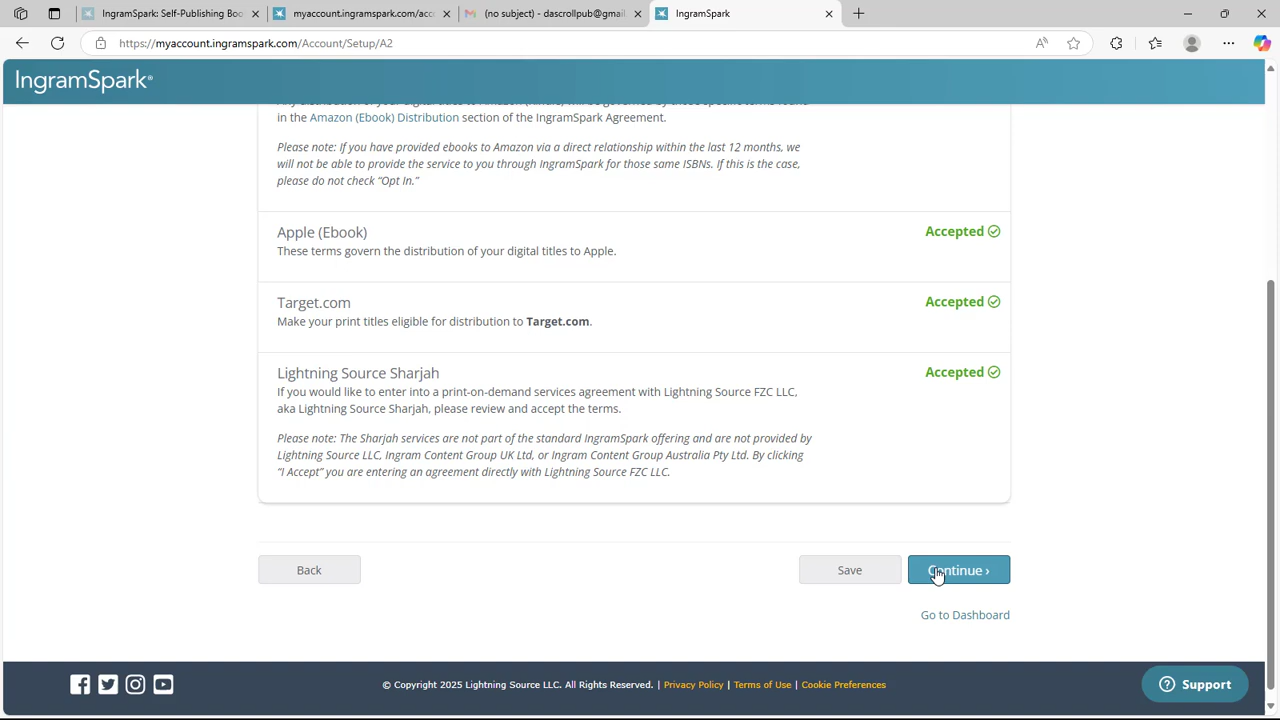 IngramSpark: Self-Publishing Boo
myaccount.ingramspark.com/acc
(no subject) - dascrollpub@gmail
IngramSpark
https://myaccount.ingramspark.com/Account/Setup/A2
IngramSpark
in the Amazon (Ebook) Distribution section of the IngramSpark Agreement.
Please note: If you have provided ebooks to Amazon via a direct relationship within the last 12 months, we
will not be able to provide the service to you through IngramSpark for those same ISBNs. If this is the case,
please do not check "Opt In."
Apple (Ebook)
Accepted
These terms govern the distribution of your digital titles to Apple.
Target.com
Accepted
Make your print titles eligible for distribution to Target.com.
Lightning Source Sharjah
Accepted
If you would like to enter into a print-on-demand services agreement with Lightning Source FZC LLC,
aka Lightning Source Sharjah, please review and accept the terms.
Please note: The Sharjah services are not part of the standard IngramSpark offering and are not provided by
Lightning Source LLC, Ingram Content Group UK Ltd, or Ingram Content Group Australia Pty Ltd. By clicking
"I Accept" you are entering an agreement directly with Lightning Source FZC LLC.
Back
Save
Continue ›
Go to Dashboard
© Copyright 2025 Lightning Source LLC. All Rights Reserved. | Privacy Policy | Terms of Use | Cookie Preferences
Support